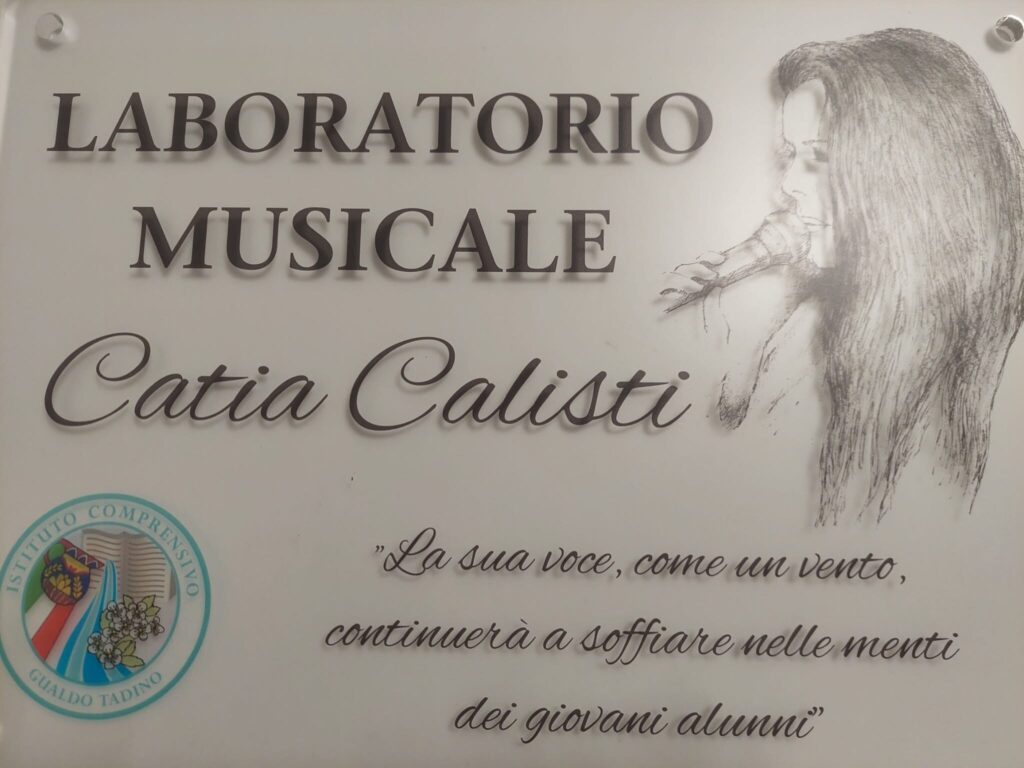 LABORATORIO
MUSICALE
Catia Calisti
ISTITUTO COMPRENSIVO
GUALDO TADINO
"La sua voce, come un vento,
continuerà a soffiare nelle menti
dei giovani alunni"